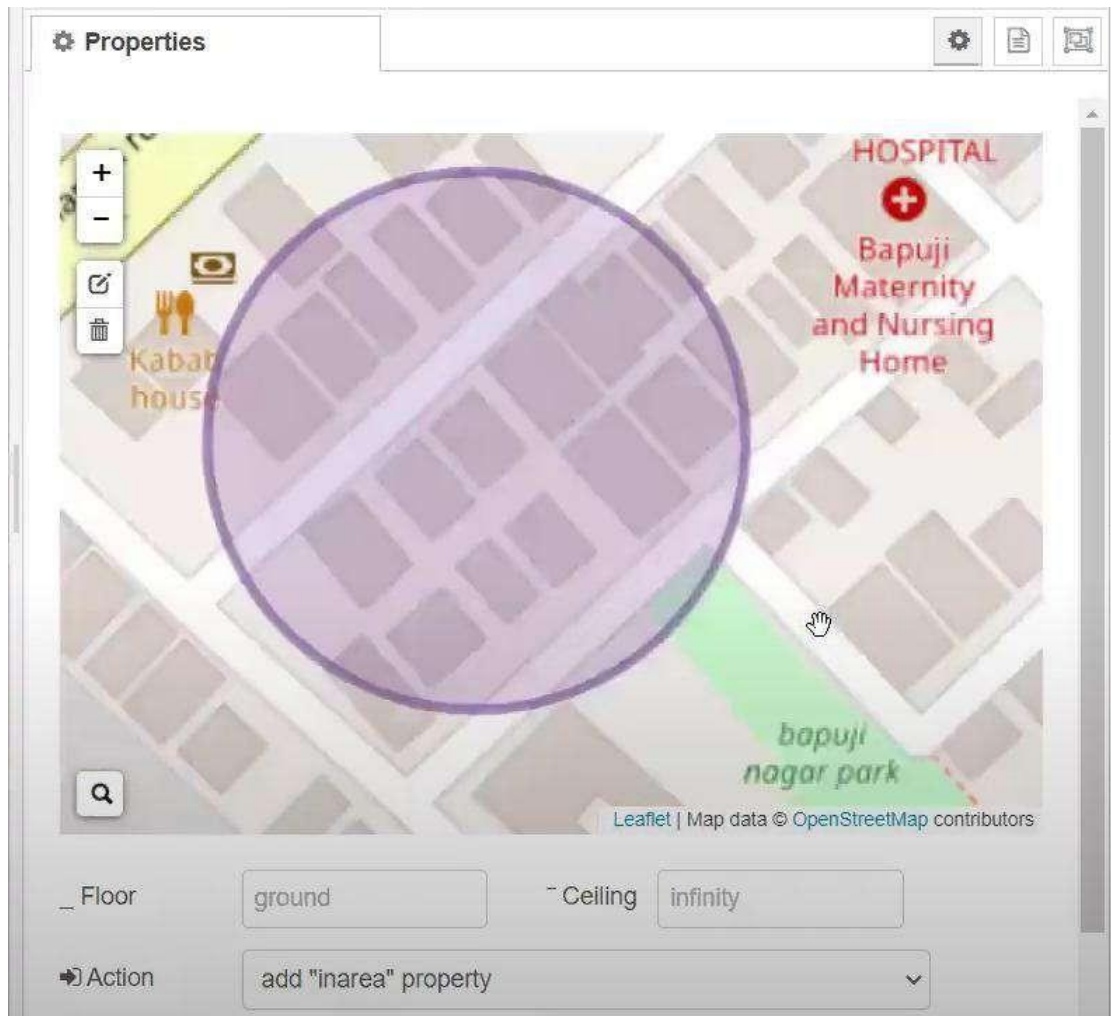 Properties
+
−
HOSPITAL
Bapuji
Maternity
and Nursing
Home
Kabab
house
bapuji
nagar park
Leaflet | Map data © OpenStreetMap contributors
_ Floor
ground
‾ Ceiling
infinity
Action
add "inarea" property